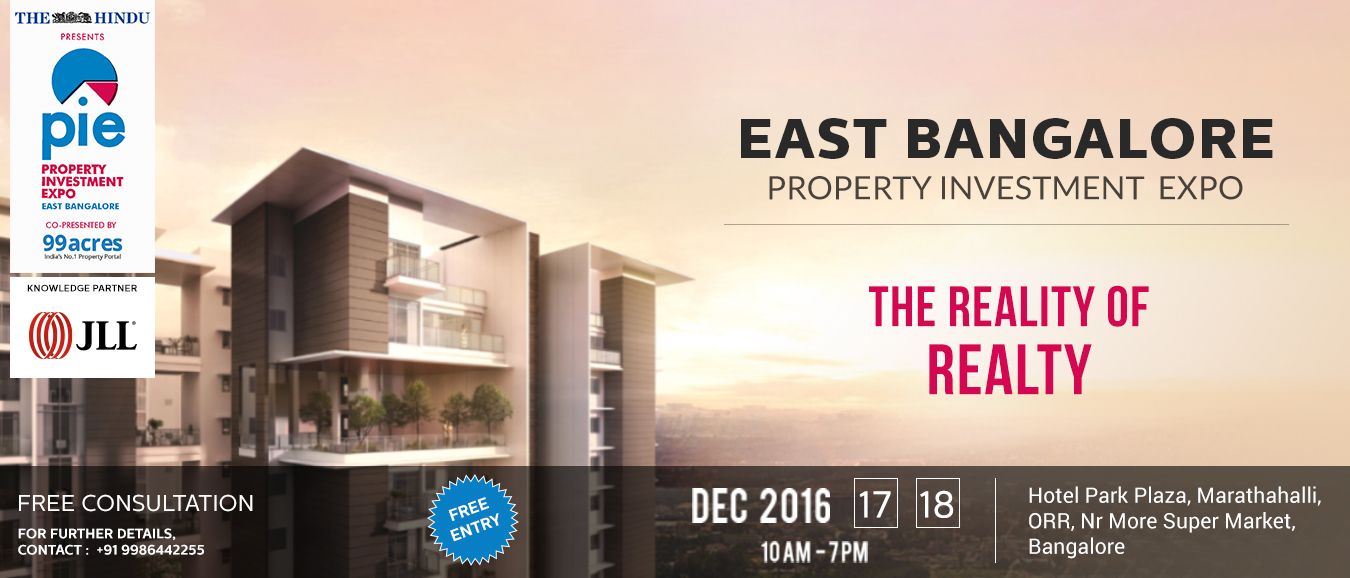 THE HINDU
PRESENTS
pie
PROPERTY
INVESTMENT
EXPO
EAST BANGALORE
CO-PRESENTED BY
99acres
India's No.1 Property Portal
KNOWLEDGE PARTNER
JLL®
EAST BANGALORE
PROPERTY INVESTMENT EXPO
THE REALITY OF
REALTY
FREE CONSULTATION
FOR FURTHER DETAILS,
CONTACT : +91 9986442255
FREE
ENTRY
DEC 2016 17 18
10 AM – 7 PM
Hotel Park Plaza, Marathahalli,
ORR, Nr More Super Market,
Bangalore